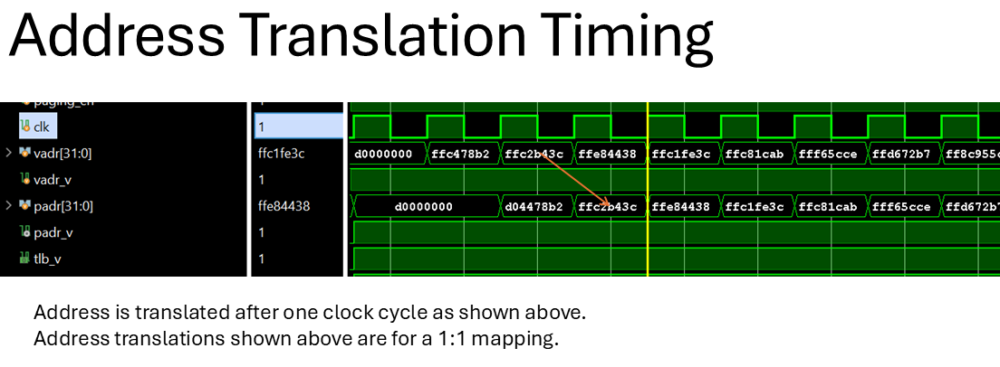 Address Translation Timing
paging_en
clk 1
vadr[31:0] ffc1fe3c d0000000 ffc478b2 ffc2b43c ffe84438 ffc1fe3c ffc81cab fff65cce ffd672b7 ff8c955c
vadr_v 1
padr[31:0] ffe84438 d0000000 d04478b2 ffc2b43c ffe84438 ffc1fe3c ffc81cab fff65cce ffd672b7
padr_v 1
tlb_v 1
Address is translated after one clock cycle as shown above.
Address translations shown above are for a 1:1 mapping.